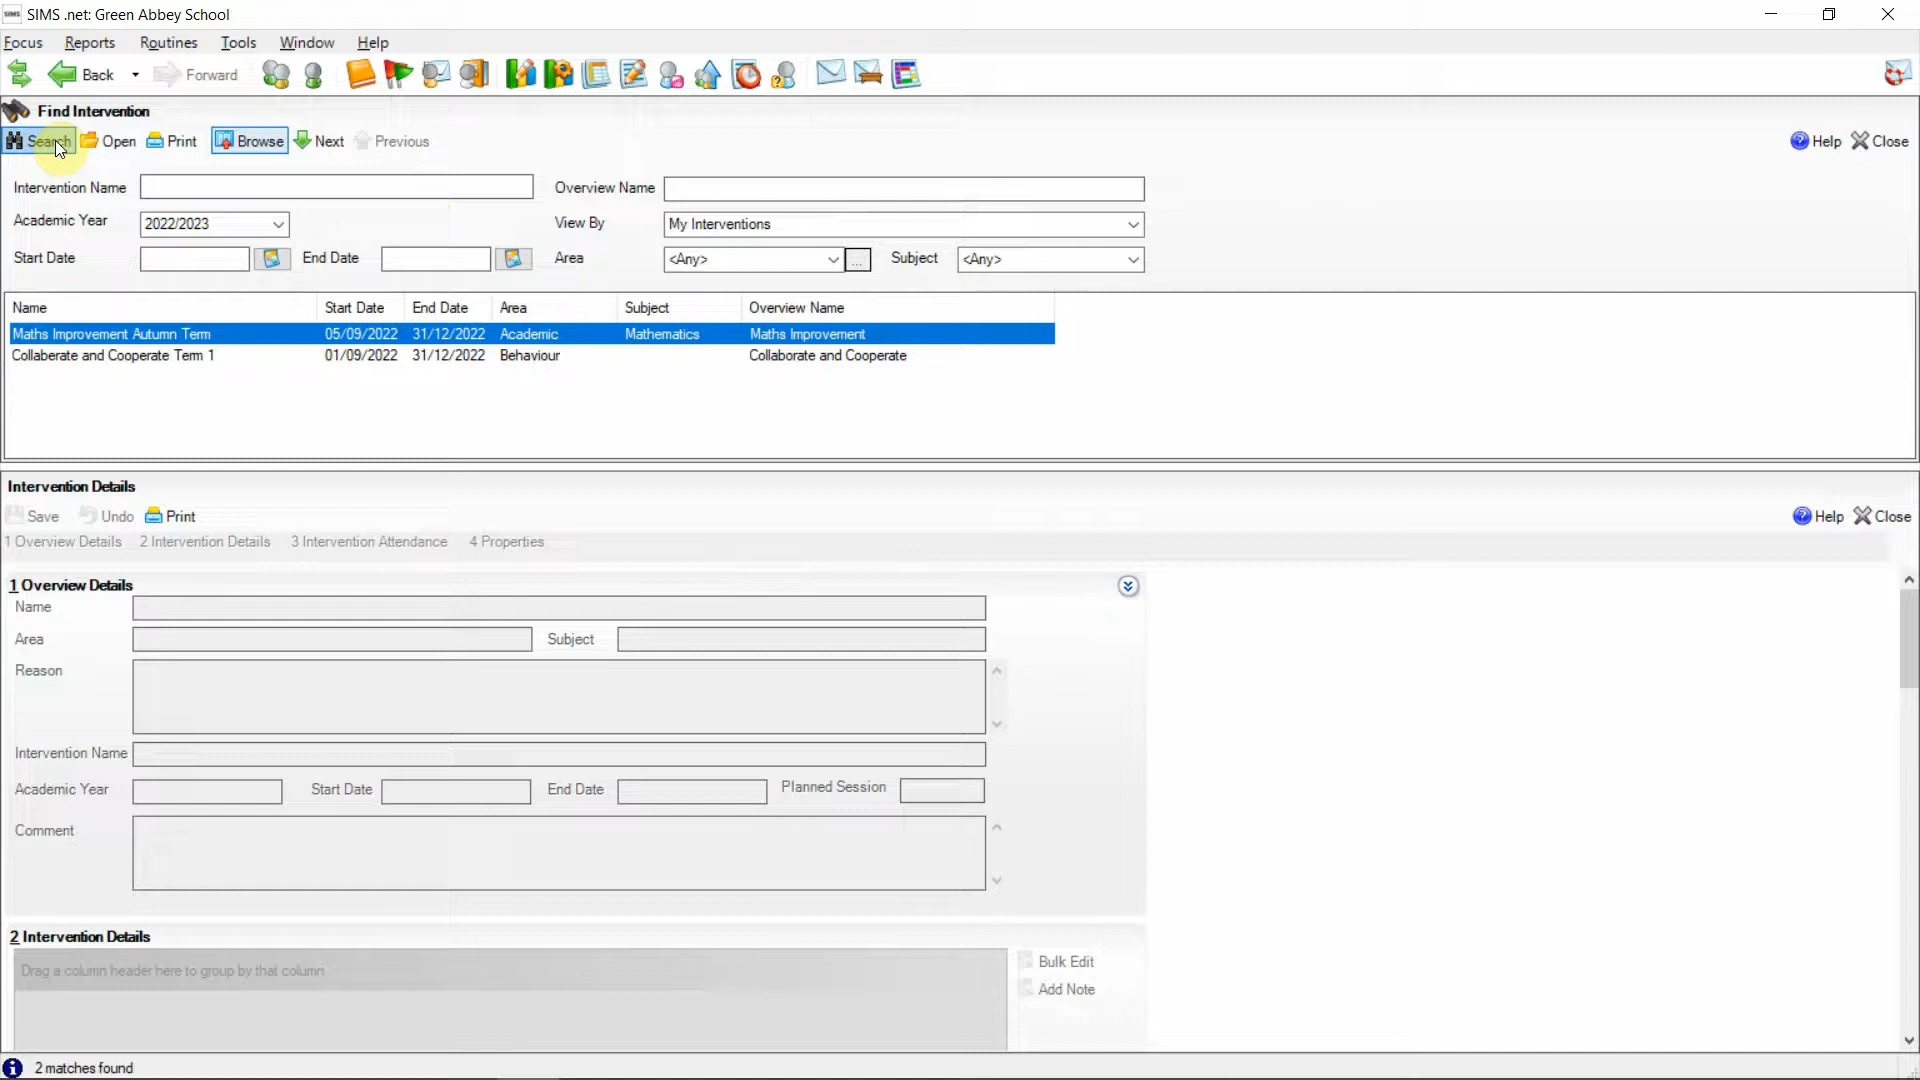 SIMS .net: Green Abbey School
Focus Reports Routines Tools Window Help
Back Forward
Find Intervention
Search Open Print Browse Next Previous Help Close
Intervention Name Overview Name
Academic Year 2022/2023 View By My Interventions
Start Date End Date Area <Any> ... Subject <Any>
Name Start Date End Date Area Subject Overview Name
Maths Improvement Autumn Term 05/09/2022 31/12/2022 Academic Mathematics Maths Improvement
Collaberate and Cooperate Term 1 01/09/2022 31/12/2022 Behaviour Collaborate and Cooperate
Intervention Details
Save Undo Print Help Close
1 Overview Details 2 Intervention Details 3 Intervention Attendance 4 Properties
1 Overview Details
Name
Area Subject
Reason
Intervention Name
Academic Year Start Date End Date Planned Session
Comment
2 Intervention Details
Drag a column header here to group by that column
Bulk Edit
Add Note
2 matches found